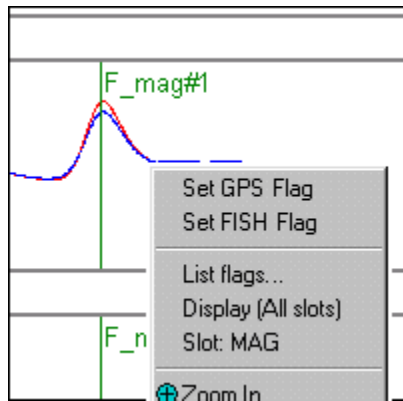 F_mag#1
Set GPS Flag
Set FISH Flag
List flags...
Display (All slots)
Slot: MAG
Zoom In